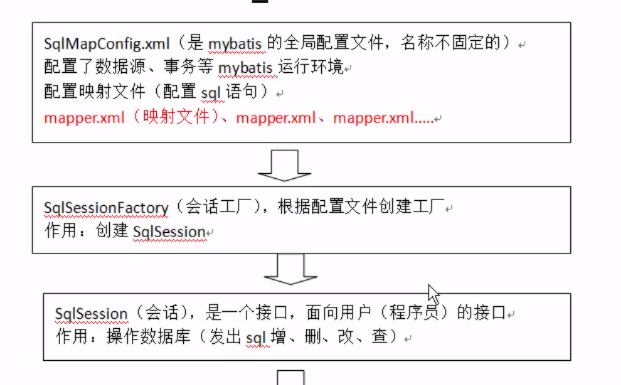 SqlMapConfig.xml（是 mybatis 的全局配置文件，名称不固定的）
配置了数据源、事务等 mybatis 运行环境
配置映射文件（配置 sql 语句）
mapper.xml（映射文件）、mapper.xml、mapper.xml.....
SqlSessionFactory（会话工厂），根据配置文件创建工厂
作用：创建 SqlSession
SqlSession（会话），是一个接口，面向用户（程序员）的接口
作用：操作数据库（发出 sql 增、删、改、查）